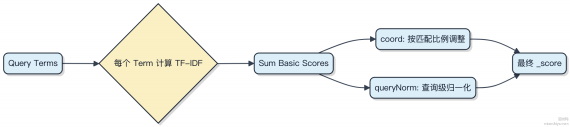 Query Terms
每个 Term 计算 TF-IDF
Sum Basic Scores
coord: 按匹配比例调整
queryNorm: 查询级归一化
最终 _score